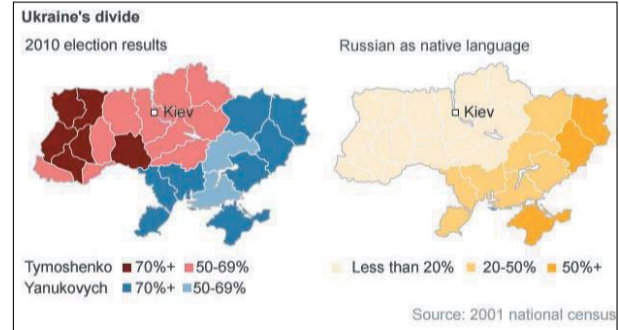 Ukraine's divide
2010 election results
Russian as native language
Kiev
Kiev
Tymoshenko 70%+ 50-69%
Yanukovych 70%+ 50-69%
Less than 20% 20-50% 50%+
Source: 2001 national census